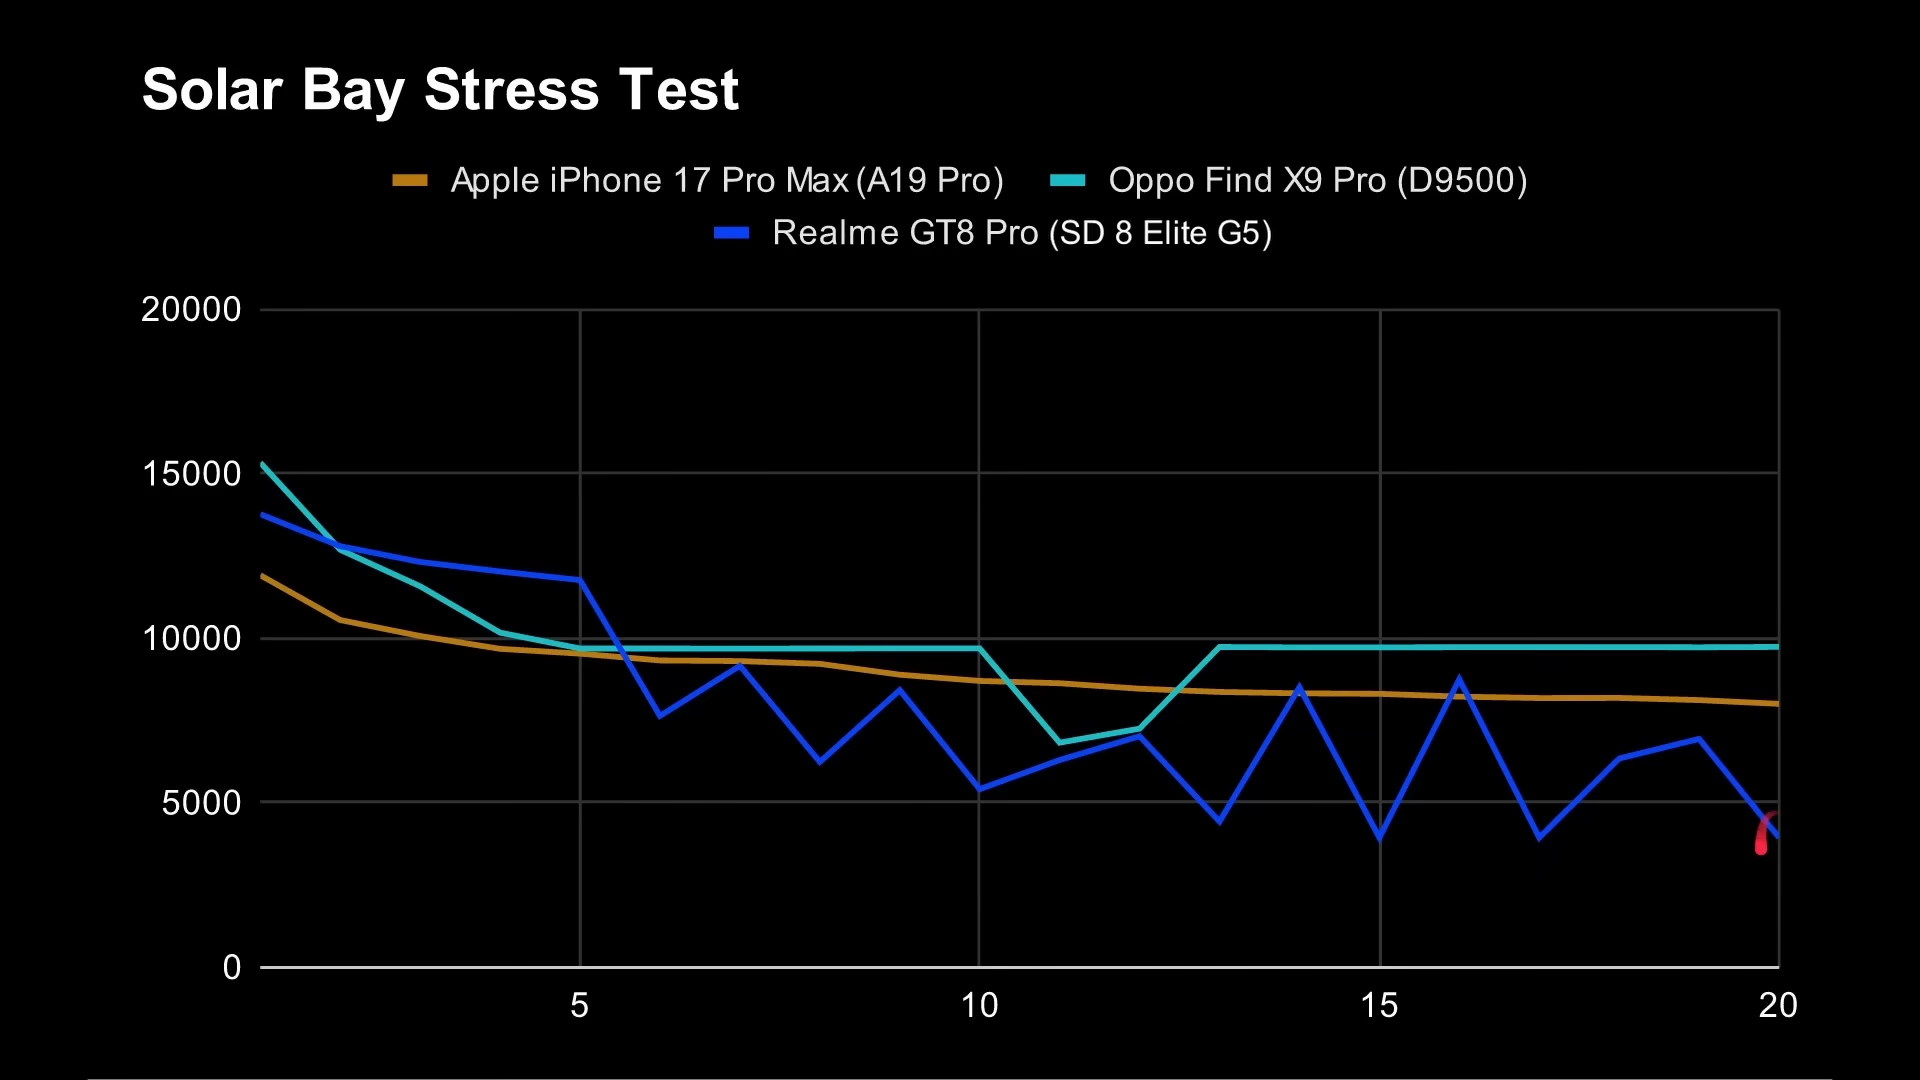 Solar Bay Stress Test
Apple iPhone 17 Pro Max (A19 Pro) Oppo Find X9 Pro (D9500)
Realme GT8 Pro (SD 8 Elite G5)
20000
15000
10000
5000
0
5 10 15 20